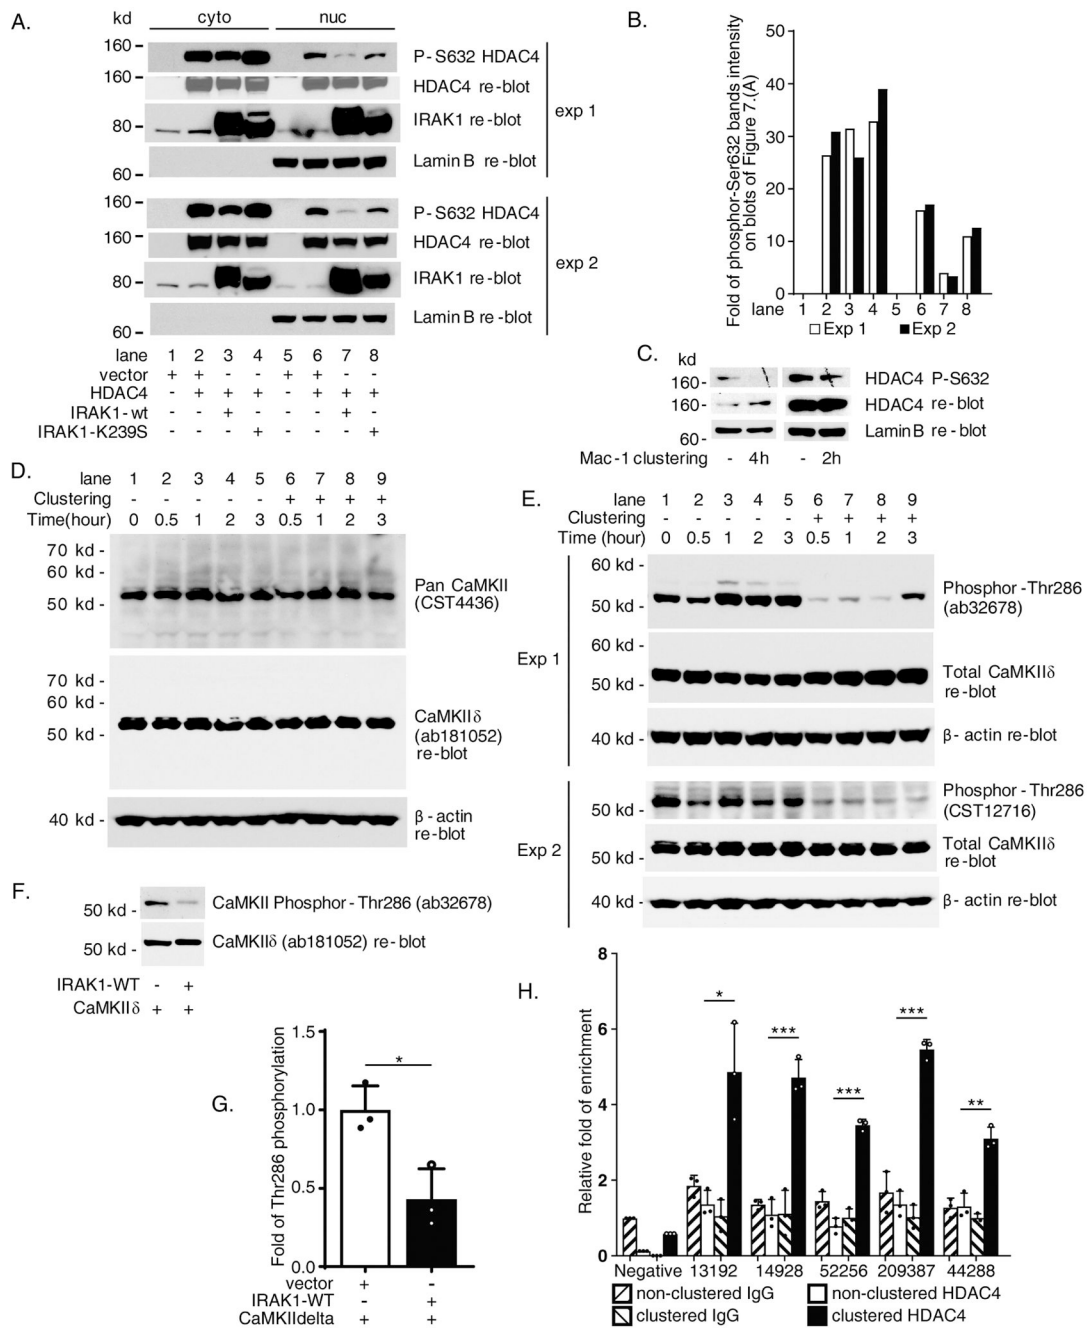 A.
kd
cyto nuc
160 P-S632 HDAC4
160 HDAC4 re-blot
80 IRAK1 re-blot
Lamin B re-blot
60
exp 1
160 P-S632 HDAC4
160 HDAC4 re-blot
80 IRAK1 re-blot
Lamin B re-blot
60
exp 2
lane 1 2 3 4 5 6 7 8
vector + + - - + + - -
HDAC4 - + + + - + + +
IRAK1-wt - - + - - - + -
IRAK1-K239S - - - + - - - +
B.
Fold of phosphor-Ser632 bands intensity
on blots of Figure 7.(A)
50
40
30
20
10
0
lane 1 2 3 4 5 6 7 8
Exp 1 Exp 2
C.
kd
160- HDAC4 P-S632
160- HDAC4 re-blot
60- Lamin B re-blot
Mac-1 clustering - 4h - 2h
D.
lane 1 2 3 4 5 6 7 8 9
Clustering - - - - - + + + +
Time(hour) 0 0.5 1 2 3 0.5 1 2 3
70 kd -
60 kd -
50 kd -
Pan CaMKII
(CST4436)
70 kd -
60 kd -
50 kd -
CaMKIIδ
(ab181052)
re-blot
40 kd -
β-actin
re-blot
E.
lane 1 2 3 4 5 6 7 8 9
Clustering - - - - - + + + +
Time (hour) 0 0.5 1 2 3 0.5 1 2 3
Exp 1
60 kd -
50 kd -
Phosphor-Thr286
(ab32678)
60 kd -
50 kd -
Total CaMKIIδ
re-blot
40 kd - β-actin re-blot
Exp 2
50 kd -
Phosphor-Thr286
(CST12716)
50 kd -
Total CaMKIIδ
re-blot
40 kd - β-actin re-blot
F.
50 kd - CaMKII Phosphor-Thr286 (ab32678)
50 kd - CaMKIIδ (ab181052) re-blot
IRAK1-WT - +
CaMKIIδ + +
G.
Fold of Thr286 phosphorylation
1.5
1.0
0.5
0.0
*
vector + -
IRAK1-WT - +
CaMKIIdelta + +
H.
Relative fold of enrichment
8
6
4
2
0
* *** *** *** **
Negative 13192 14928 52256 209387 44288
non-clustered IgG non-clustered HDAC4
clustered IgG clustered HDAC4